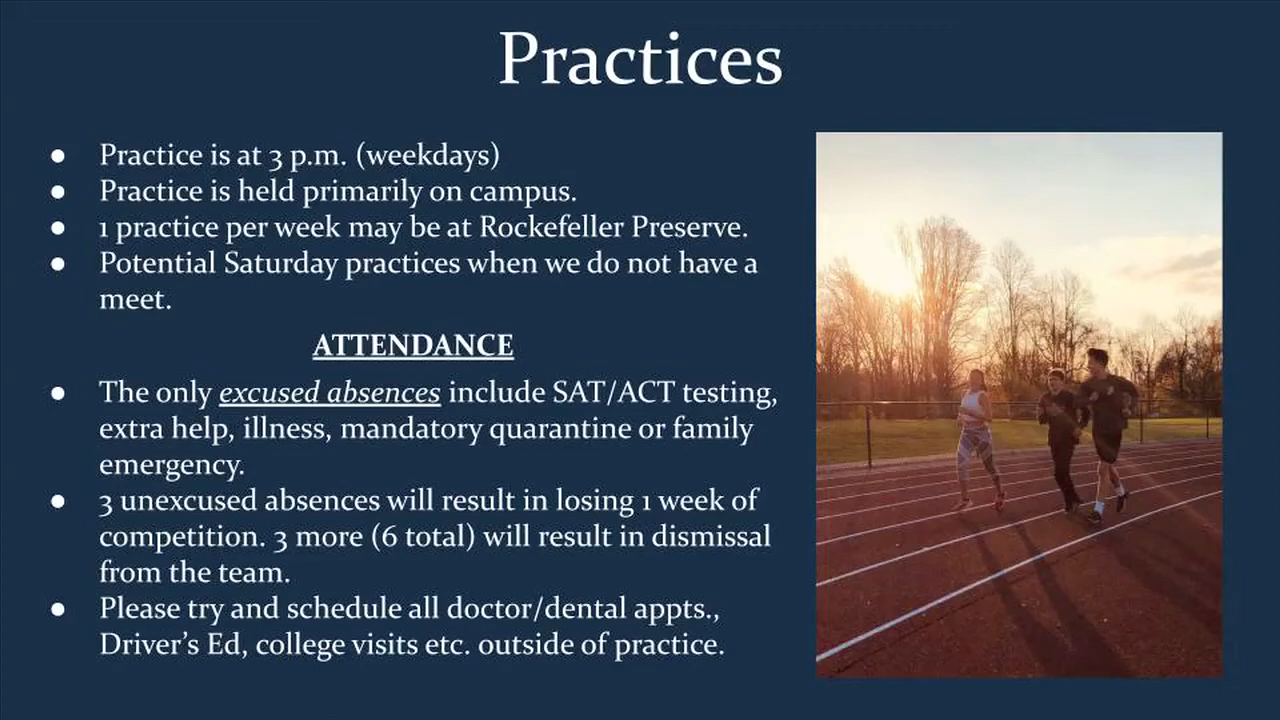 Practices
● Practice is at 3 p.m. (weekdays)
● Practice is held primarily on campus.
● 1 practice per week may be at Rockefeller Preserve.
● Potential Saturday practices when we do not have a
meet.
ATTENDANCE
● The only excused absences include SAT/ACT testing,
extra help, illness, mandatory quarantine or family
emergency.
● 3 unexcused absences will result in losing 1 week of
competition. 3 more (6 total) will result in dismissal
from the team.
● Please try and schedule all doctor/dental appts.,
Driver’s Ed, college visits etc. outside of practice.